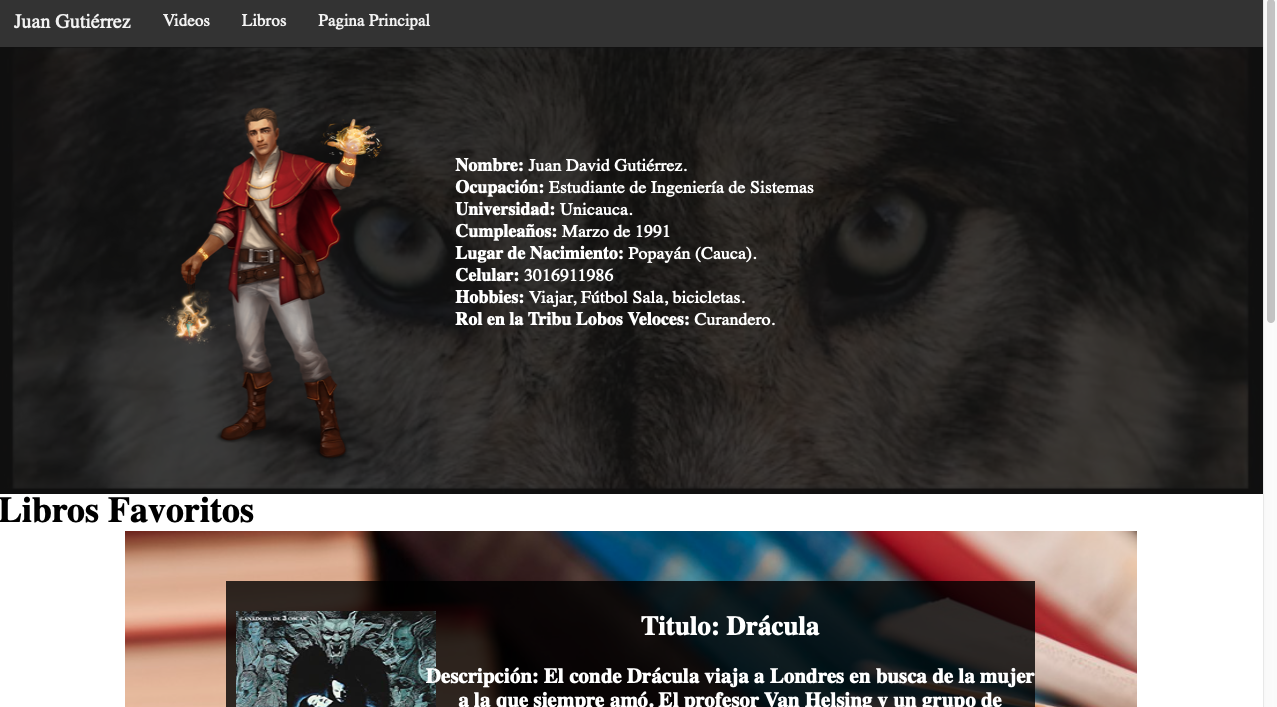 Juan Gutiérrez Videos Libros Pagina Principal
Nombre: Juan David Gutiérrez.
Ocupación: Estudiante de Ingeniería de Sistemas
Universidad: Unicauca.
Cumpleaños: Marzo de 1991
Lugar de Nacimiento: Popayán (Cauca).
Celular: 3016911986
Hobbies: Viajar, Fútbol Sala, bicicletas.
Rol en la Tribu Lobos Veloces: Curandero.
Libros Favoritos
GANADORA DE 3 OSCAR
Titulo: Drácula
Descripción: El conde Drácula viaja a Londres en busca de la mujer
a la que siempre amó. El profesor Van Helsing y un grupo de